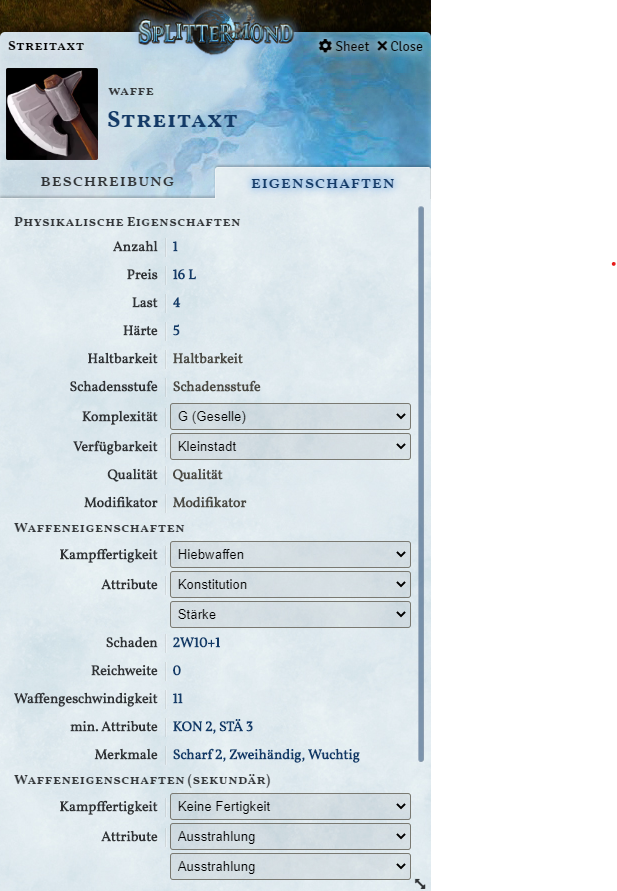 SPLITTERMOND
STREITAXT
Sheet
Close
WAFFE
STREITAXT
BESCHREIBUNG
EIGENSCHAFTEN
PHYSIKALISCHE EIGENSCHAFTEN
Anzahl 1
Preis 16 L
Last 4
Härte 5
Haltbarkeit Haltbarkeit
Schadensstufe Schadensstufe
Komplexität G (Geselle)
Verfügbarkeit Kleinstadt
Qualität Qualität
Modifikator Modifikator
WAFFENEIGENSCHAFTEN
Kampffertigkeit Hiebwaffen
Attribute Konstitution
Stärke
Schaden 2W10+1
Reichweite 0
Waffengeschwindigkeit 11
min. Attribute KON 2, STÄ 3
Merkmale Scharf 2, Zweihändig, Wuchtig
WAFFENEIGENSCHAFTEN (SEKUNDÄR)
Kampffertigkeit Keine Fertigkeit
Attribute Ausstrahlung
Ausstrahlung